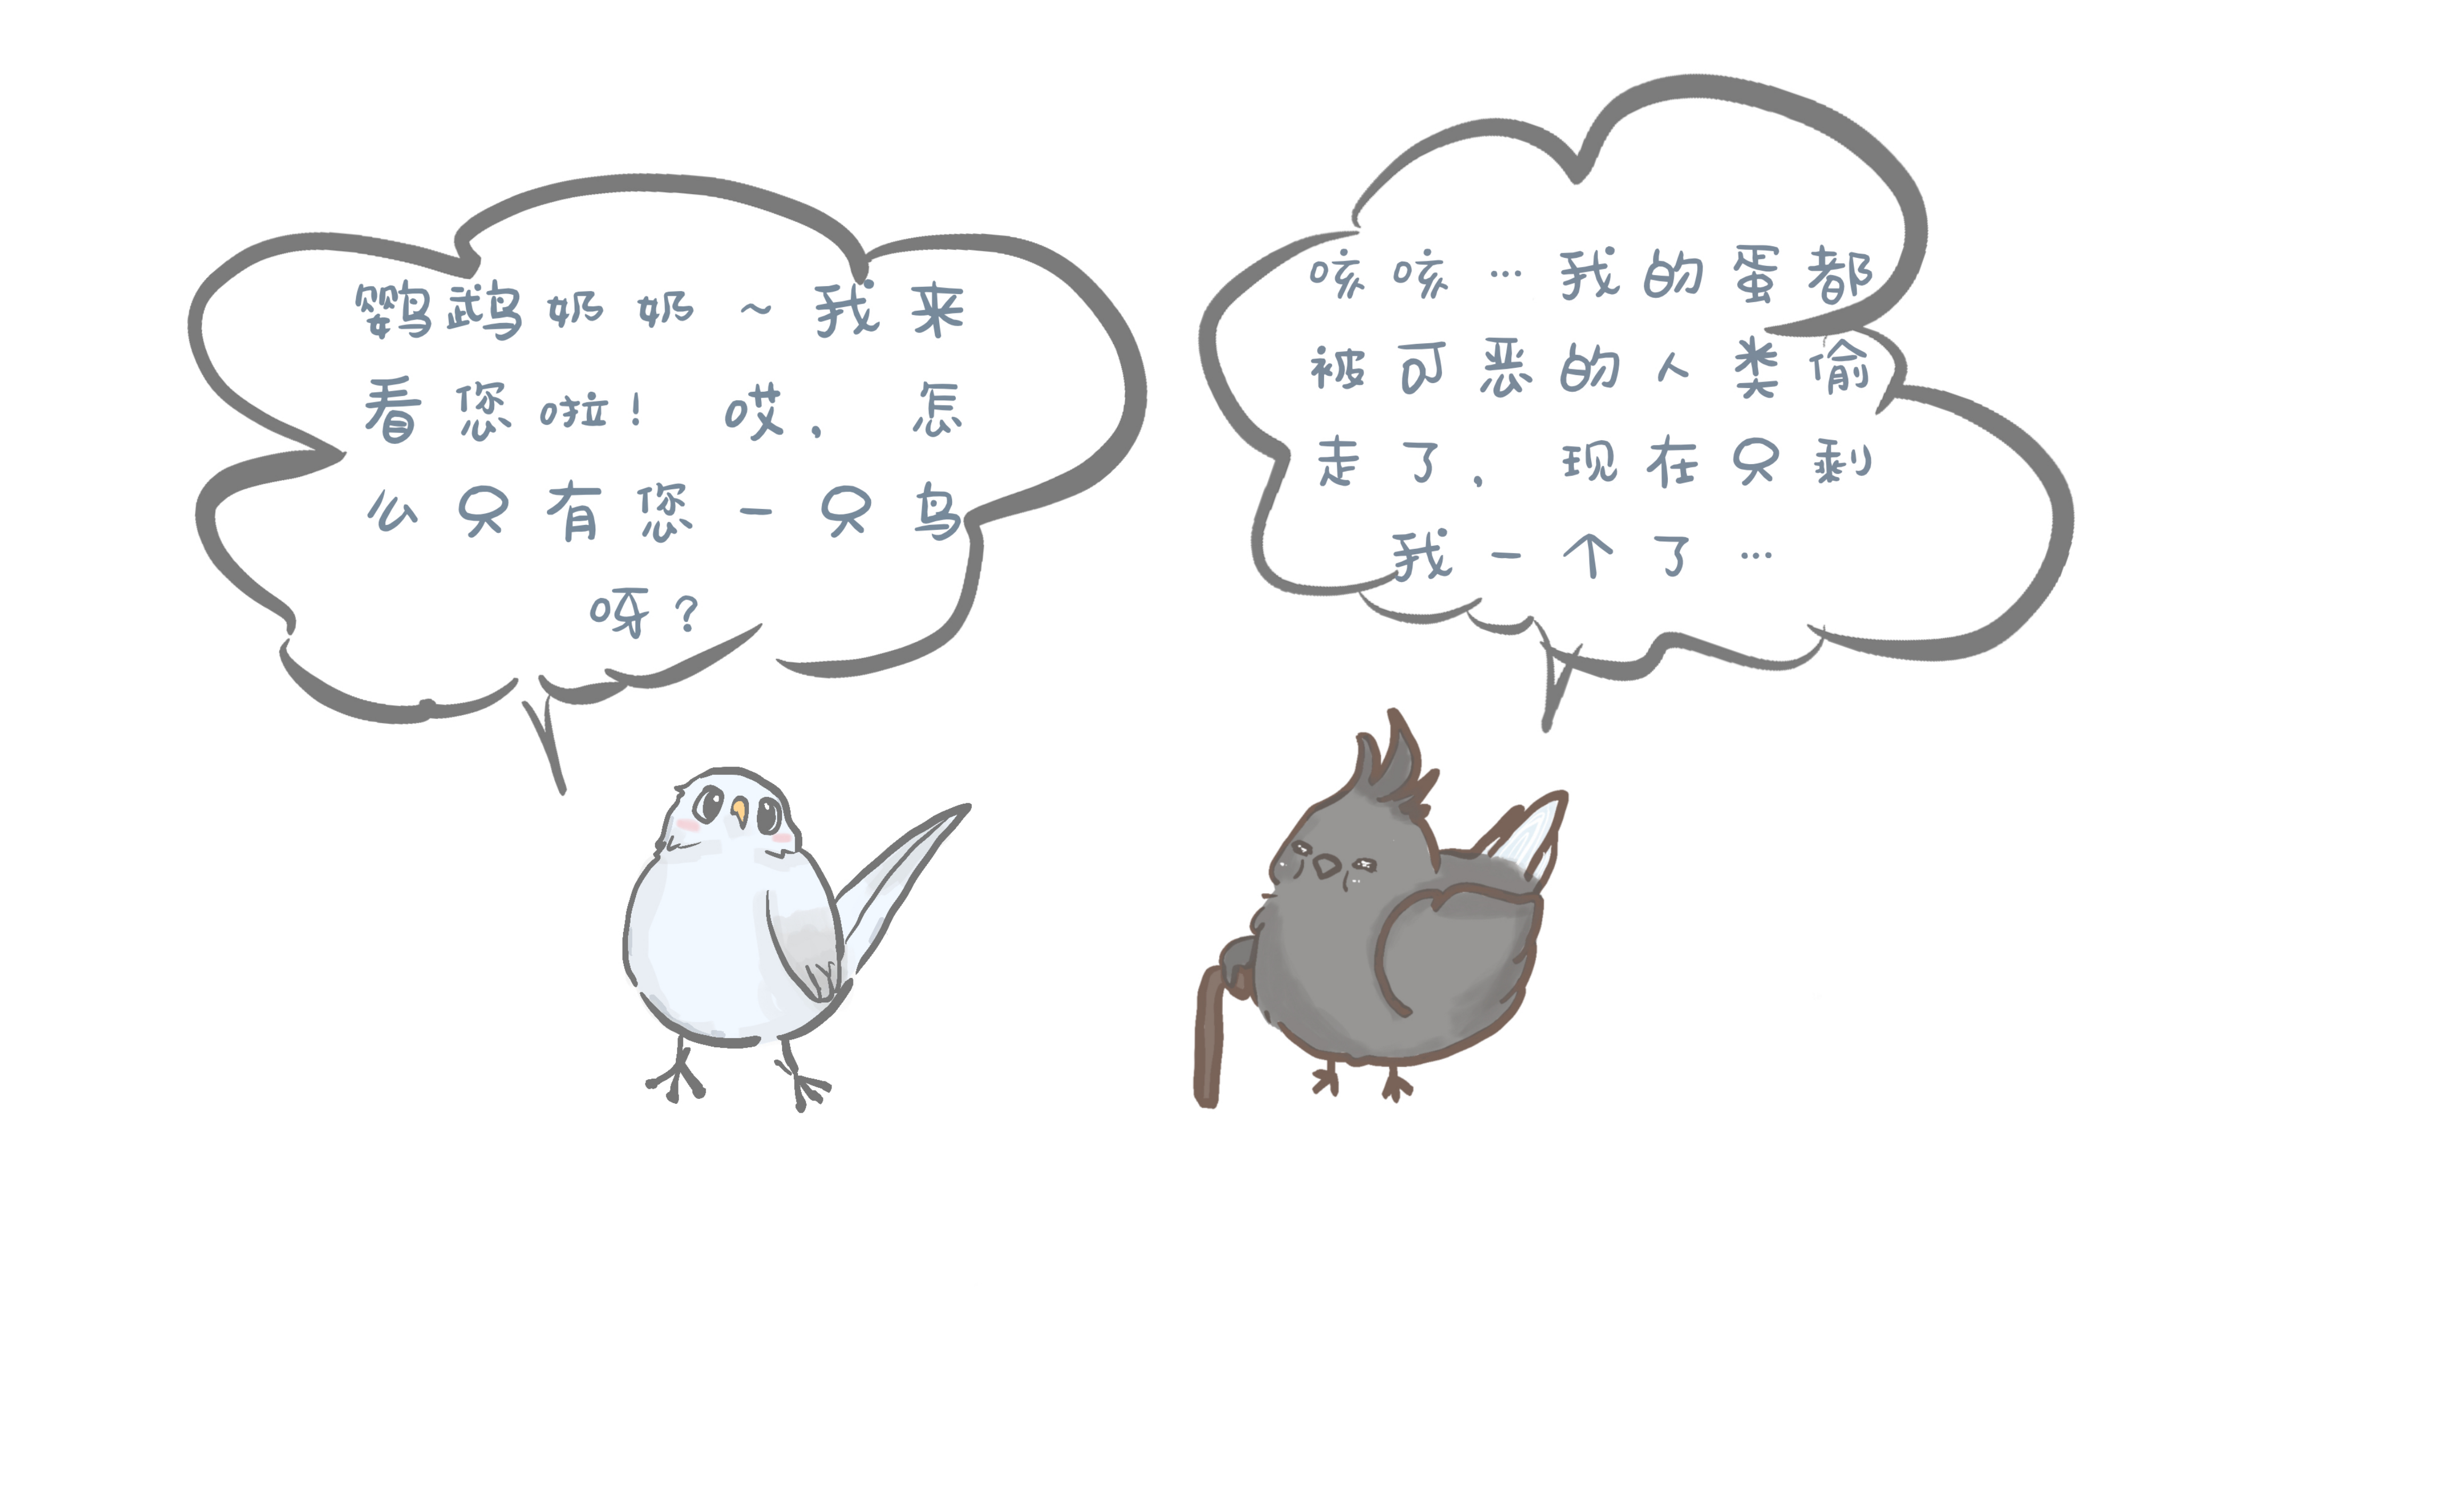 鹦鹉奶奶~我来
看您啦！ 哎，怎
么只有您一只鸟
呀？
咳咳…我的蛋都
被可恶的人类偷
走了，现在只剩
我一个了…